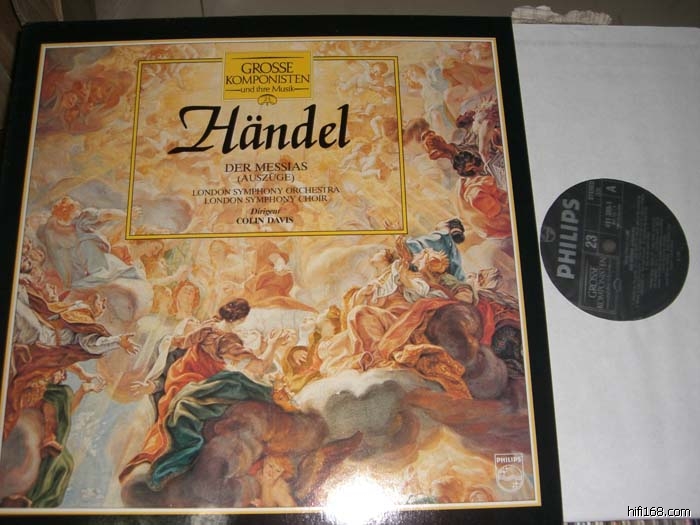 GROSSE
KOMPONISTEN
und ihre Musik
Händel
DER MESSIAS
(AUSZÜGE)
LONDON SYMPHONY ORCHESTRA
LONDON SYMPHONY CHOIR
Dirigent
COLIN DAVIS
PHILIPS
PHILIPS
23
GROSSE
KOMPONISTEN
STEREO
A
hifi168.com